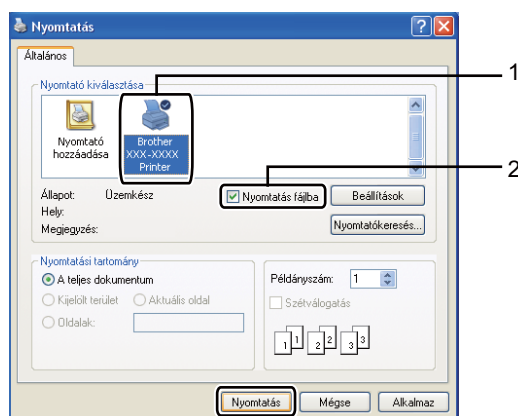 Nyomtatás
Általános
Nyomtató kiválasztása
1
Nyomtató hozzáadása
Brother XXX-XXXX Printer
2
Állapot: Üzemkész
Nyomtatás fájlba
Beállítások
Hely:
Megjegyzés:
Nyomtatókeresés...
Nyomtatási tartomány
A teljes dokumentum
Kijelölt terület
Aktuális oldal
Oldalak:
Példányszám: 1
Szétválogatás
1 1 2 2 3 3
Nyomtatás
Mégse
Alkalmaz